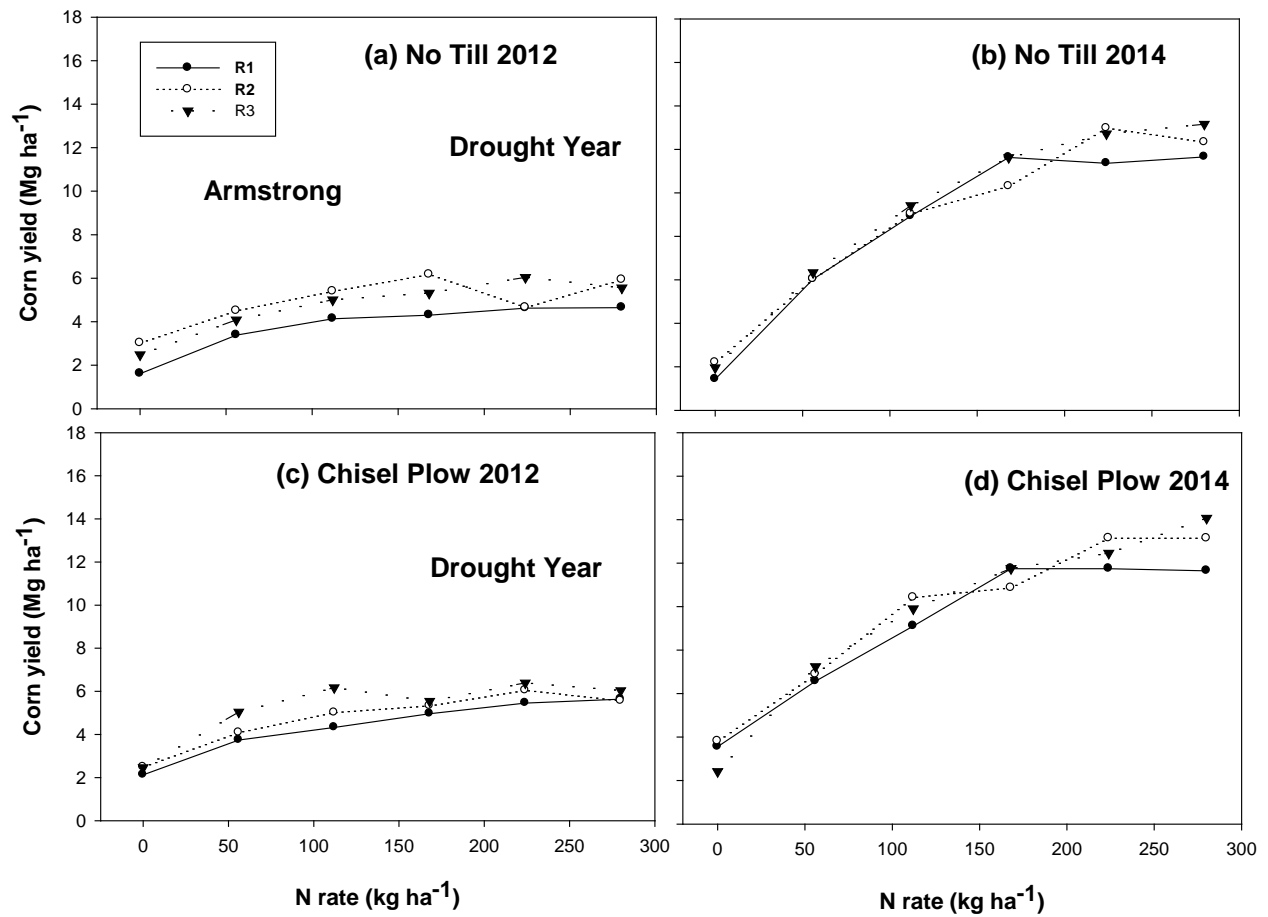 (a) No Till 2012
R1
R2
R3
Drought Year
Armstrong
Corn yield (Mg ha-1)
18
16
14
12
10
8
6
4
2
0
(b) No Till 2014
(c) Chisel Plow 2012
Drought Year
Corn yield (Mg ha-1)
18
16
14
12
10
8
6
4
2
0
0 50 100 150 200 250 300
N rate (kg ha-1)
(d) Chisel Plow 2014
0 50 100 150 200 250 300
N rate (kg ha-1)